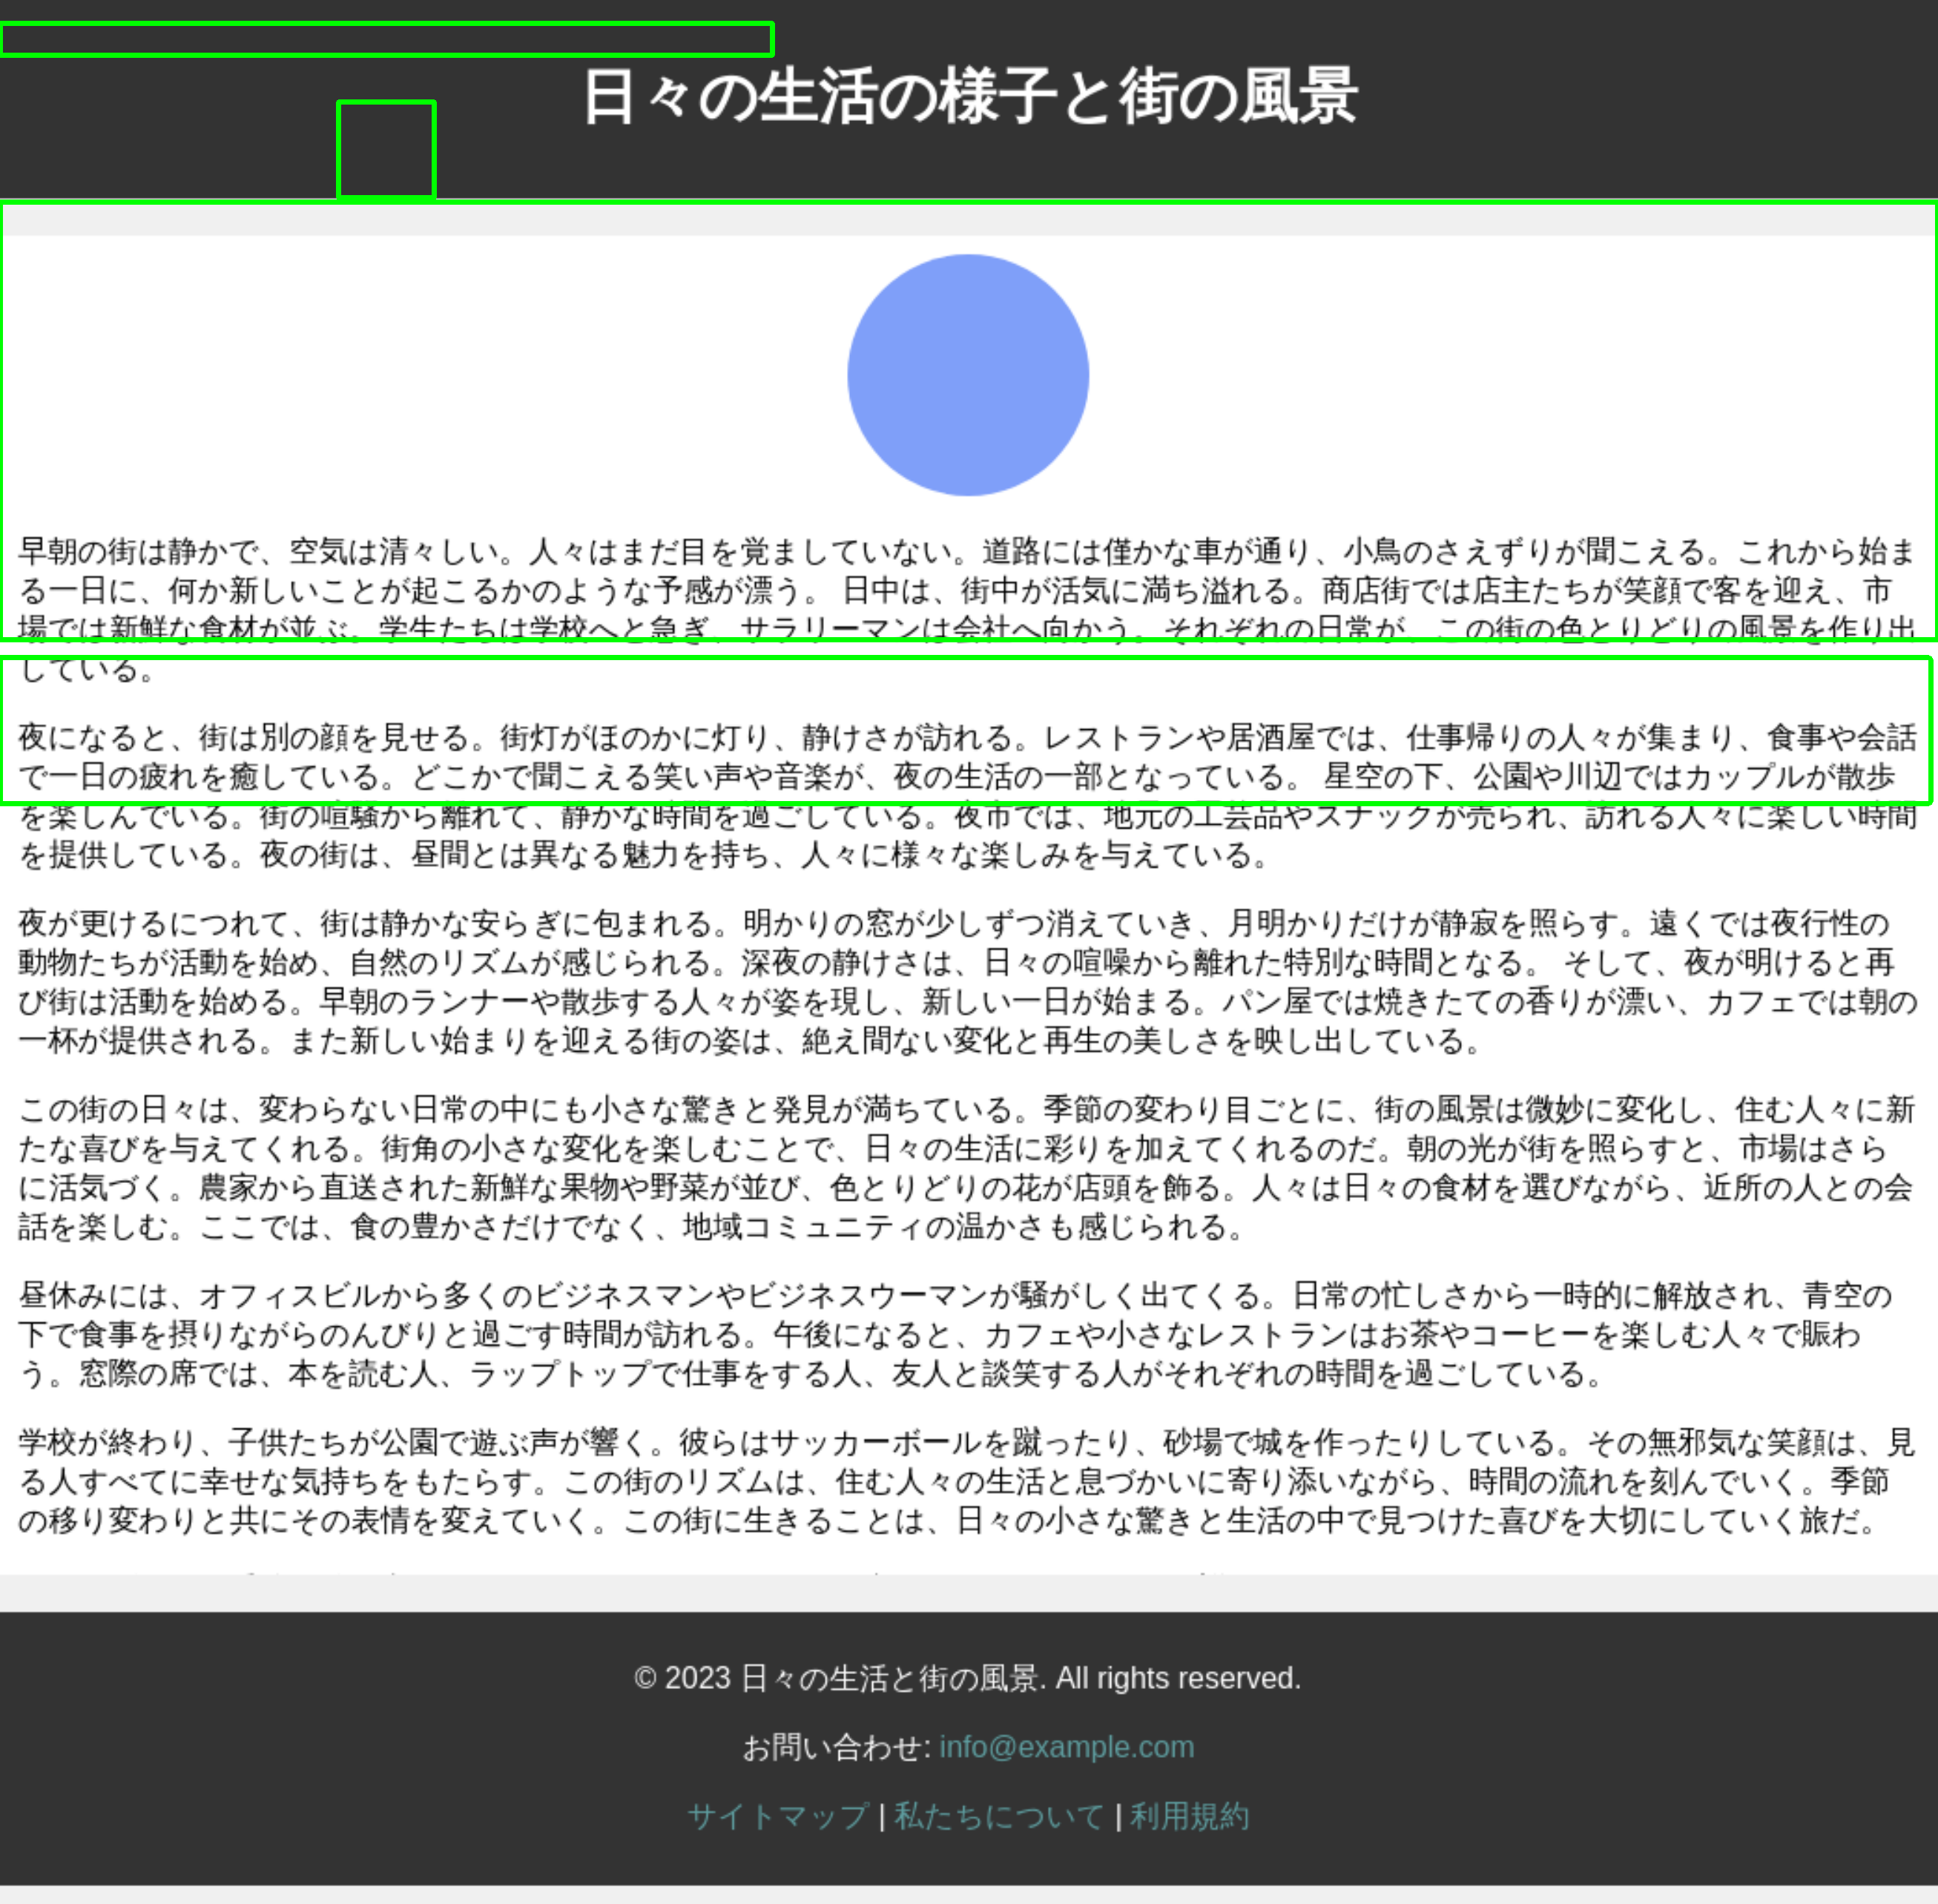 日々の生活の様子と街の風景
早朝の街は静かで、空気は清々しい。人々はまだ目を覚ましていない。道路には僅かな車が通り、小鳥のさえずりが聞こえる。これから始ま
る一日に、何か新しいことが起こるかのような予感が漂う。 日中は、街中が活気に満ち溢れる。商店街では店主たちが笑顔で客を迎え、市
場では新鮮な食材が並ぶ。学生たちは学校へと急ぎ、サラリーマンは会社へ向かう。それぞれの日常が、この街の色とりどりの風景を作り出
している。
夜になると、街は別の顔を見せる。街灯がほのかに灯り、静けさが訪れる。レストランや居酒屋では、仕事帰りの人々が集まり、食事や会話
で一日の疲れを癒している。どこかで聞こえる笑い声や音楽が、夜の生活の一部となっている。 星空の下、公園や川辺ではカップルが散歩
を楽しんでいる。街の喧騒から離れて、静かな時間を過ごしている。夜市では、地元の工芸品やスナックが売られ、訪れる人々に楽しい時間
を提供している。夜の街は、昼間とは異なる魅力を持ち、人々に様々な楽しみを与えている。
夜が更けるにつれて、街は静かな安らぎに包まれる。明かりの窓が少しずつ消えていき、月明かりだけが静寂を照らす。遠くでは夜行性の
動物たちが活動を始め、自然のリズムが感じられる。深夜の静けさは、日々の喧噪から離れた特別な時間となる。 そして、夜が明けると再
び街は活動を始める。早朝のランナーや散歩する人々が姿を現し、新しい一日が始まる。パン屋では焼きたての香りが漂い、カフェでは朝の
一杯が提供される。また新しい始まりを迎える街の姿は、絶え間ない変化と再生の美しさを映し出している。
この街の日々は、変わらない日常の中にも小さな驚きと発見が満ちている。季節の変わり目ごとに、街の風景は微妙に変化し、住む人々に新
たな喜びを与えてくれる。街角の小さな変化を楽しむことで、日々の生活に彩りを加えてくれるのだ。朝の光が街を照らすと、市場はさら
に活気づく。農家から直送された新鮮な果物や野菜が並び、色とりどりの花が店頭を飾る。人々は日々の食材を選びながら、近所の人との会
話を楽しむ。ここでは、食の豊かさだけでなく、地域コミュニティの温かさも感じられる。
昼休みには、オフィスビルから多くのビジネスマンやビジネスウーマンが騒がしく出てくる。日常の忙しさから一時的に解放され、青空の
下で食事を摂りながらのんびりと過ごす時間が訪れる。午後になると、カフェや小さなレストランはお茶やコーヒーを楽しむ人々で賑わ
う。窓際の席では、本を読む人、ラップトップで仕事をする人、友人と談笑する人がそれぞれの時間を過ごしている。
学校が終わり、子供たちが公園で遊ぶ声が響く。彼らはサッカーボールを蹴ったり、砂場で城を作ったりしている。その無邪気な笑顔は、見
る人すべてに幸せな気持ちをもたらす。この街のリズムは、住む人々の生活と息づかいに寄り添いながら、時間の流れを刻んでいく。季節
の移り変わりと共にその表情を変えていく。この街に生きることは、日々の小さな驚きと生活の中で見つけた喜びを大切にしていく旅だ。
© 2023 日々の生活と街の風景. All rights reserved.
お問い合わせ: info@example.com
サイトマップ | 私たちについて | 利用規約